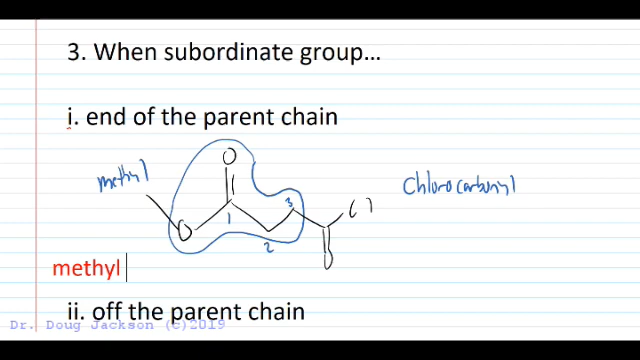 3. When subordinate group...
i. end of the parent chain
methyl
O
Chlorocarbonyl
3
Cl
1
O
2
O
methyl
ii. off the parent chain
Dr. Doug Jackson (c)2019